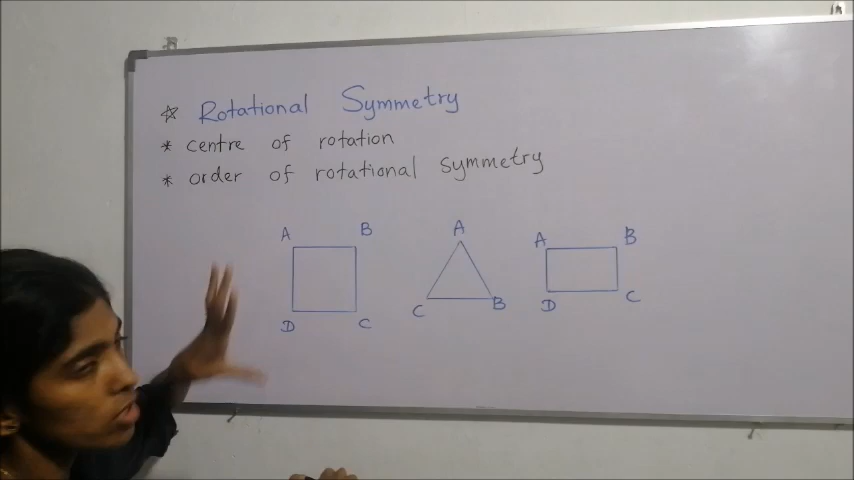 ☆ Rotational Symmetry
* centre of rotation
* order of rotational symmetry
A B A A B
D C C B D C